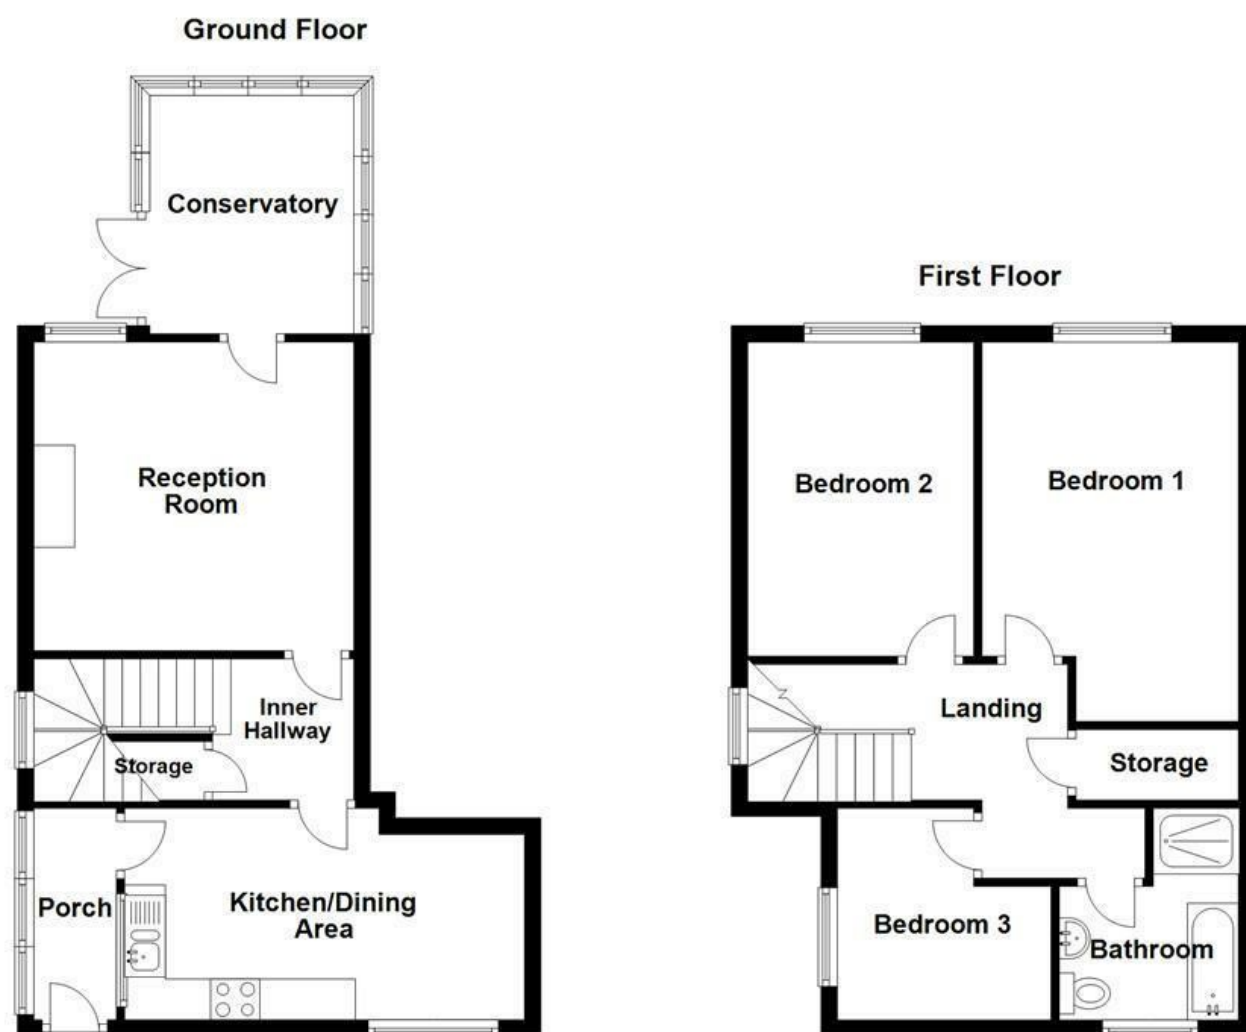 Ground Floor
Conservatory
Reception
Room
Inner
Hallway
Storage
Porch
Kitchen/Dining
Area
First Floor
Bedroom 2
Bedroom 1
Landing
Storage
Bedroom 3
Bathroom